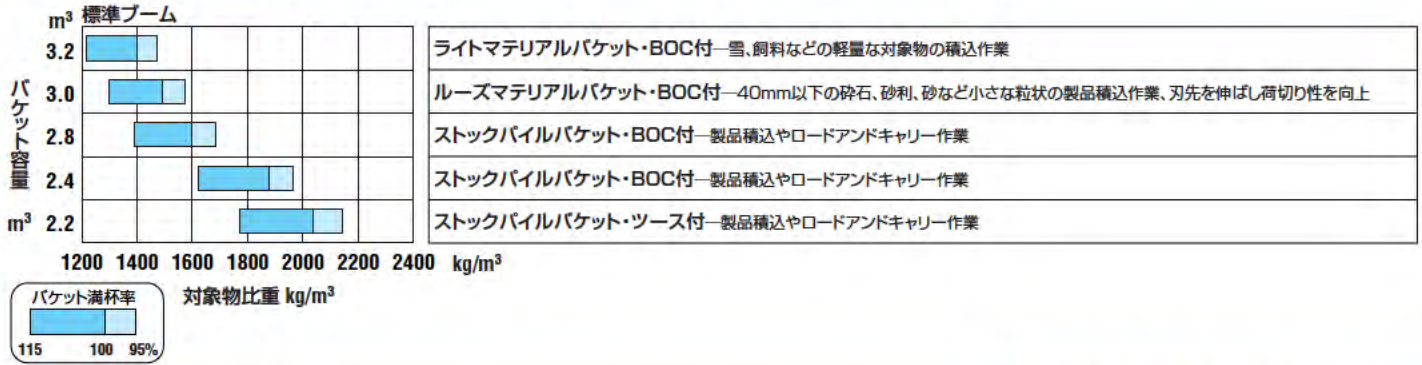 m³ 標準ブーム
3.2 ライトマテリアルバケット・BOC付─雪、飼料などの軽量な対象物の積込作業
3.0 ルーズマテリアルバケット・BOC付─40mm以下の砕石、砂利、砂など小さな粒状の製品積込作業、刃先を伸ばし荷切り性を向上
2.8 ストックパイルバケット・BOC付─製品積込やロードアンドキャリー作業
2.4 ストックパイルバケット・BOC付─製品積込やロードアンドキャリー作業
m³ 2.2 ストックパイルバケット・ツース付─製品積込やロードアンドキャリー作業
バケット容量
1200 1400 1600 1800 2000 2200 2400 kg/m³
対象物比重 kg/m³
バケット満杯率
115 100 95%